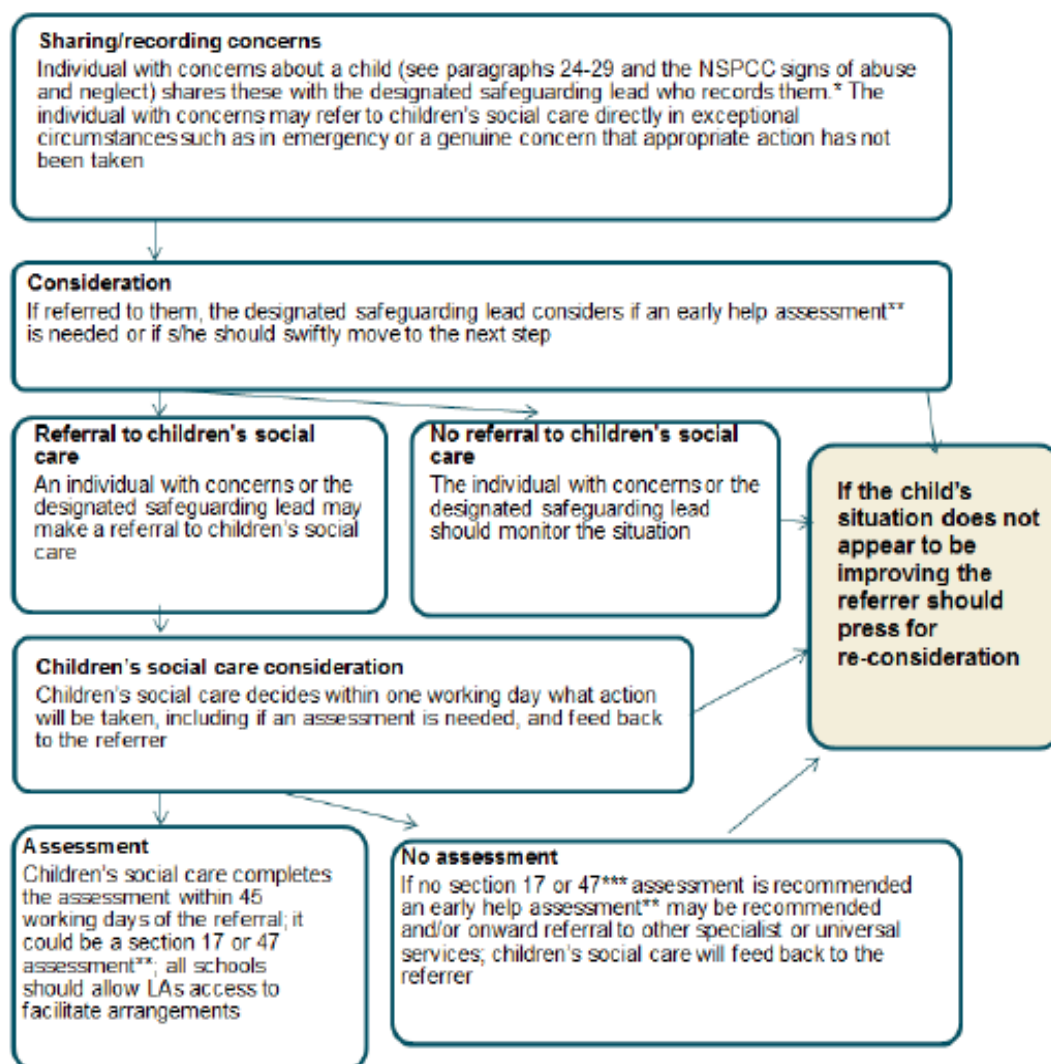 Sharing/recording concerns
Individual with concerns about a child (see paragraphs 24-29 and the NSPCC signs of abuse
and neglect) shares these with the designated safeguarding lead who records them.* The
individual with concerns may refer to children's social care directly in exceptional
circumstances such as in emergency or a genuine concern that appropriate action has not
been taken
Consideration
If referred to them, the designated safeguarding lead considers if an early help assessment**
is needed or if s/he should swiftly move to the next step
Referral to children's social
care
An individual with concerns or the
designated safeguarding lead may
make a referral to children's social
care
No referral to children's social
care
The individual with concerns or the
designated safeguarding lead
should monitor the situation
If the child's
situation does not
appear to be
improving the
referrer should
press for
re-consideration
Children's social care consideration
Children's social care decides within one working day what action
will be taken, including if an assessment is needed, and feed back
to the referrer
Assessment
Children's social care completes
the assessment within 45
working days of the referral; it
could be a section 17 or 47
assessment**; all schools
should allow LAs access to
facilitate arrangements
No assessment
If no section 17 or 47*** assessment is recommended
an early help assessment** may be recommended
and/or onward referral to other specialist or universal
services; children's social care will feed back to the
referrer